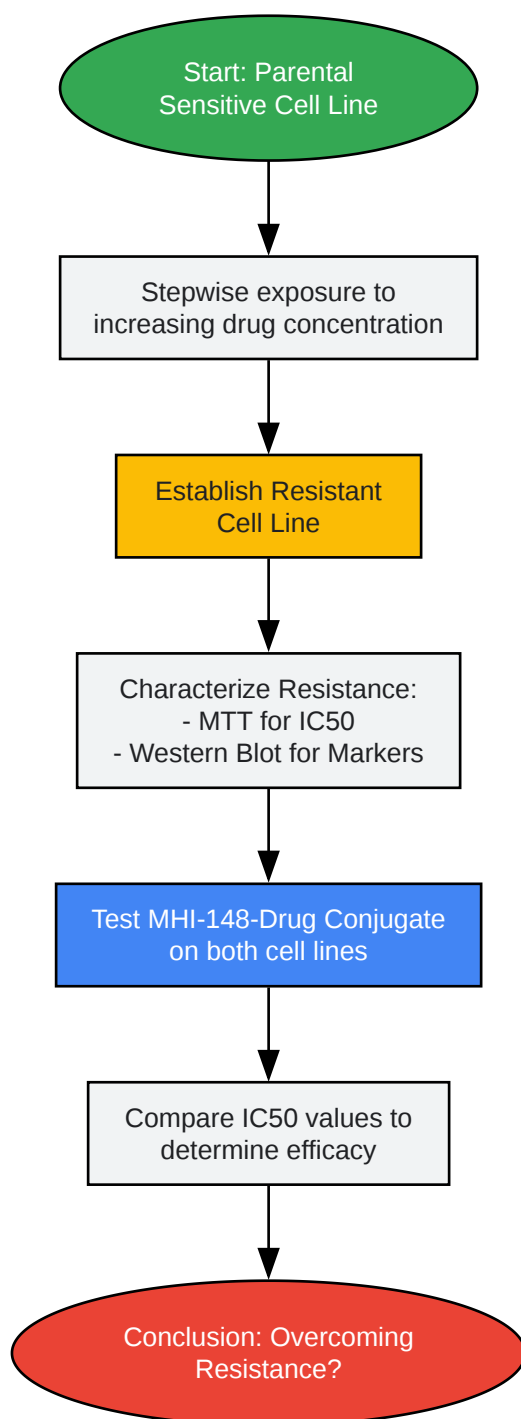 Start: Parental
Sensitive Cell Line
Stepwise exposure to
increasing drug concentration
Establish Resistant
Cell Line
Characterize Resistance:
- MTT for IC50
- Western Blot for Markers
Test MHI-148-Drug Conjugate
on both cell lines
Compare IC50 values to
determine efficacy
Conclusion: Overcoming
Resistance?